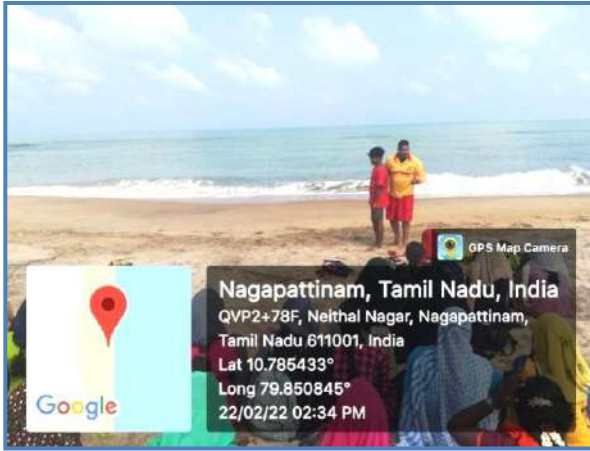 GPS Map Camera
Nagapattinam, Tamil Nadu, India
QVP2+78F, Neithal Nagar, Nagapattinam,
Tamil Nadu 611001, India
Lat 10.785433°
Long 79.850845°
22/02/22 02:34 PM
Google